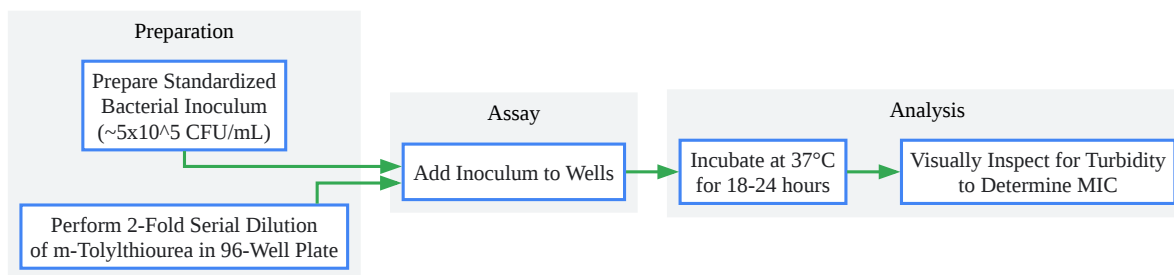 Preparation
Prepare Standardized
Bacterial Inoculum
(~5x10^5 CFU/mL)
Perform 2-Fold Serial Dilution
of m-Tolylthiourea in 96-Well Plate
Assay
Add Inoculum to Wells
Analysis
Incubate at 37°C
for 18-24 hours
Visually Inspect for Turbidity
to Determine MIC